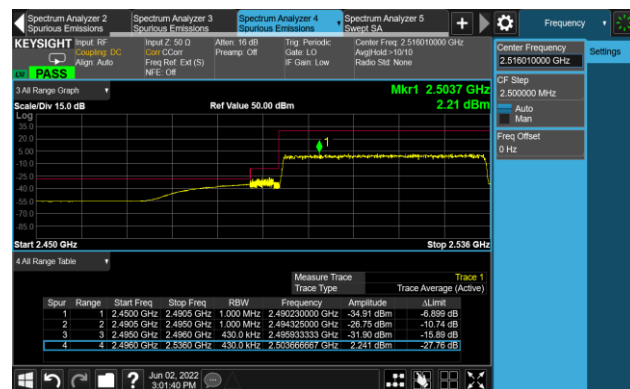 Spectrum Analyzer 2 Spurious Emissions
Spectrum Analyzer 3 Spurious Emissions
Spectrum Analyzer 4 Spurious Emissions
Spectrum Analyzer 5 Swept SA
+
Frequency
KEYSIGHT
Input: RF
Coupling: DC
Align: Auto
Input Z: 50 Ω
Corr CCorr
Freq Ref: Ext (S)
NFE: Off
Atten: 16 dB
Preamp: Off
Trig: Periodic
Gate: LO
IF Gain: Low
Center Freq: 2.516010000 GHz
Avg|Hold:>10/10
Radio Std: None
PASS
3 All Range Graph
Scale/Div 15.0 dB
Ref Value 50.00 dBm
Mkr1 2.5037 GHz
2.21 dBm
Log
35.0
20.0
5.00
-10.0
-25.0
-40.0
-55.0
-70.0
-85.0
1
Start 2.450 GHz
Stop 2.536 GHz
4 All Range Table
Measure Trace Trace 1
Trace Type Trace Average (Active)
Spur Range Start Freq Stop Freq RBW Frequency Amplitude ΔLimit
1 1 2.4500 GHz 2.4905 GHz 1.000 MHz 2.490230000 GHz -34.91 dBm -6.899 dB
2 2 2.4905 GHz 2.4950 GHz 1.000 MHz 2.494325000 GHz -26.75 dBm -10.74 dB
3 3 2.4950 GHz 2.4960 GHz 430.0 kHz 2.495933333 GHz -31.90 dBm -15.89 dB
4 4 2.4960 GHz 2.5360 GHz 430.0 kHz 2.503666667 GHz 2.241 dBm -27.76 dB
Center Frequency
2.516010000 GHz
Settings
CF Step
2.500000 MHz
Auto
Man
Freq Offset
0 Hz
?
Jun 02, 2022
3:01:40 PM